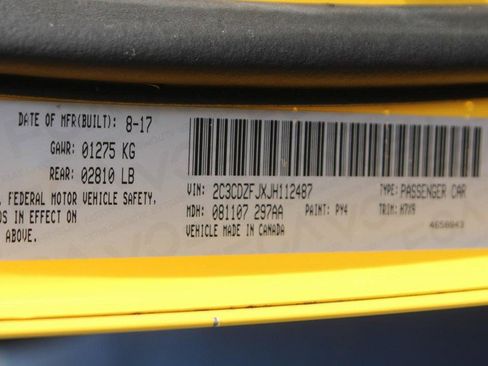 DATE OF MFR(BUILT): 8-17
GAWR: 01275 KG
REAR: 02810 LB
FEDERAL MOTOR VEHICLE SAFETY,
DS IN EFFECT ON
ABOVE.
VIN: 2C3CDZFJXJH112487
TYPE: PASSENGER CAR
MDH: 081107 297AA
PAINT: PY4
TRIM: H7X9
VEHICLE MADE IN CANADA
4658043